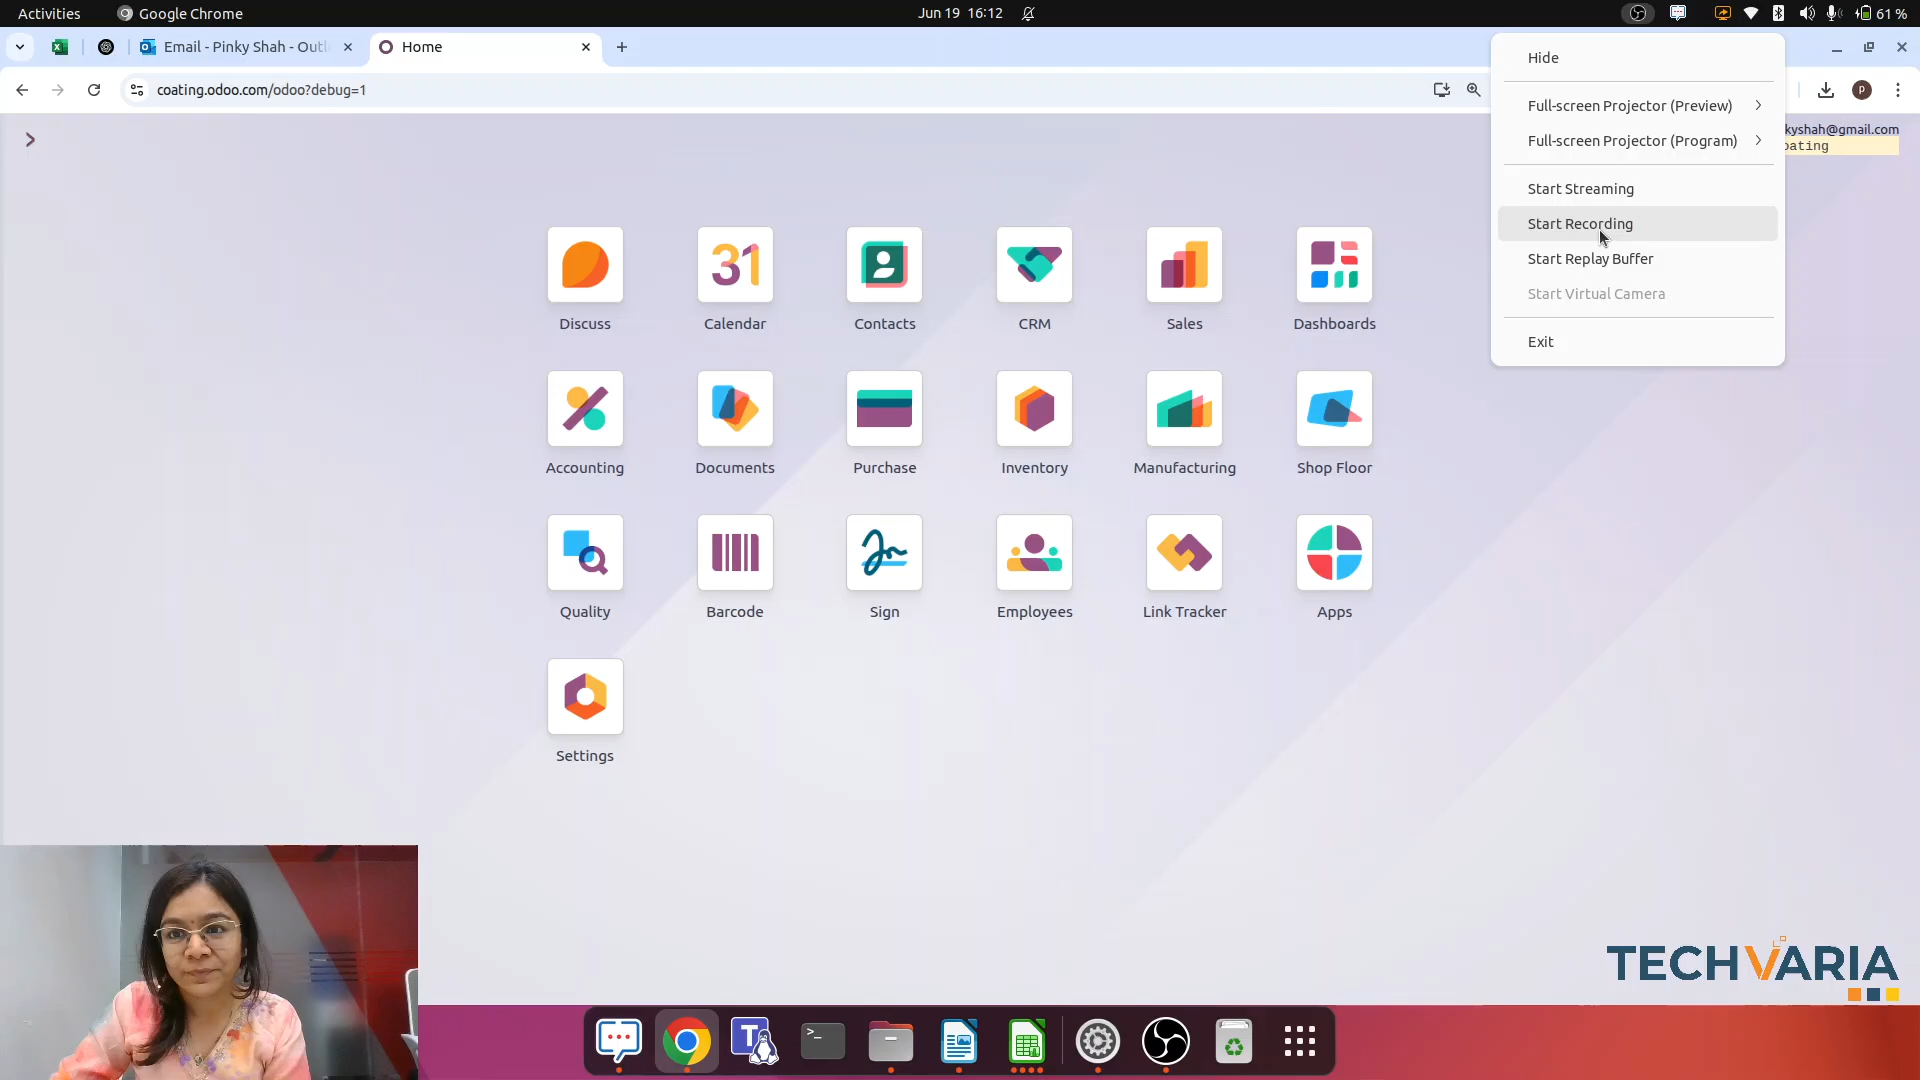 Activities
Google Chrome
Jun 19 16:12
61 %
Email - Pinky Shah - Outl
Home
coating.odoo.com/odoo?debug=1
Hide
Full-screen Projector (Preview)
Full-screen Projector (Program)
Start Streaming
Start Recording
Start Replay Buffer
Start Virtual Camera
Exit
P
kyshah@gmail.com
oating
31
Discuss
Calendar
Contacts
CRM
Sales
Dashboards
Accounting
Documents
Purchase
Inventory
Manufacturing
Shop Floor
Quality
Barcode
Sign
Employees
Link Tracker
Apps
Settings
TECHVARIA
T